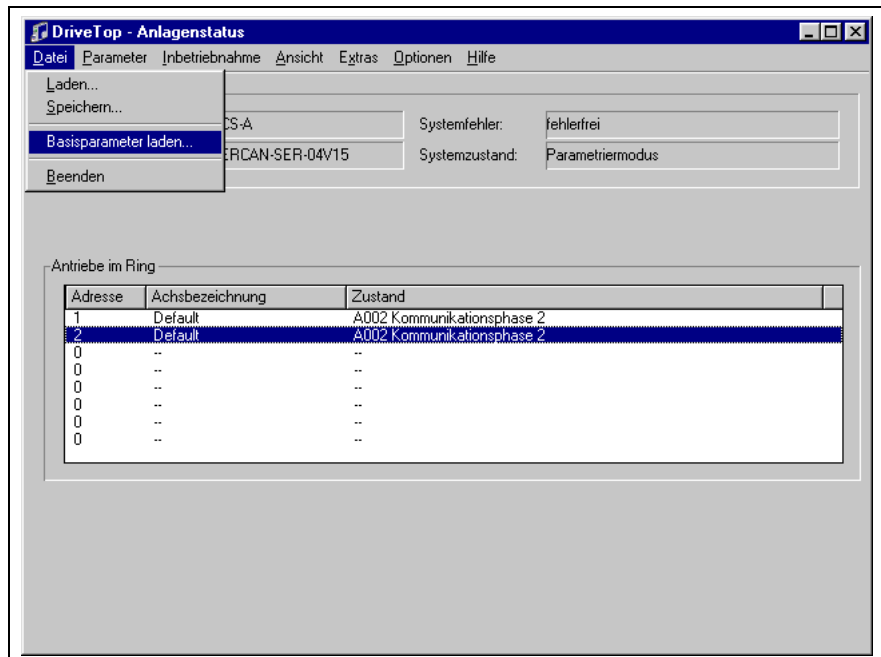 DriveTop - Anlagenstatus
Datei Parameter Inbetriebnahme Ansicht Extras Optionen Hilfe
Laden...
Speichern...
Basisparameter laden...
Beenden
CS-A Systemfehler: fehlerfrei
ERCAN-SER-04V15 Systemzustand: Parametriermodus
Antriebe im Ring
Adresse Achsbezeichnung Zustand
1 Default A002 Kommunikationsphase 2
2 Default A002 Kommunikationsphase 2
0 -- --
0 -- --
0 -- --
0 -- --
0 -- --
0 -- --